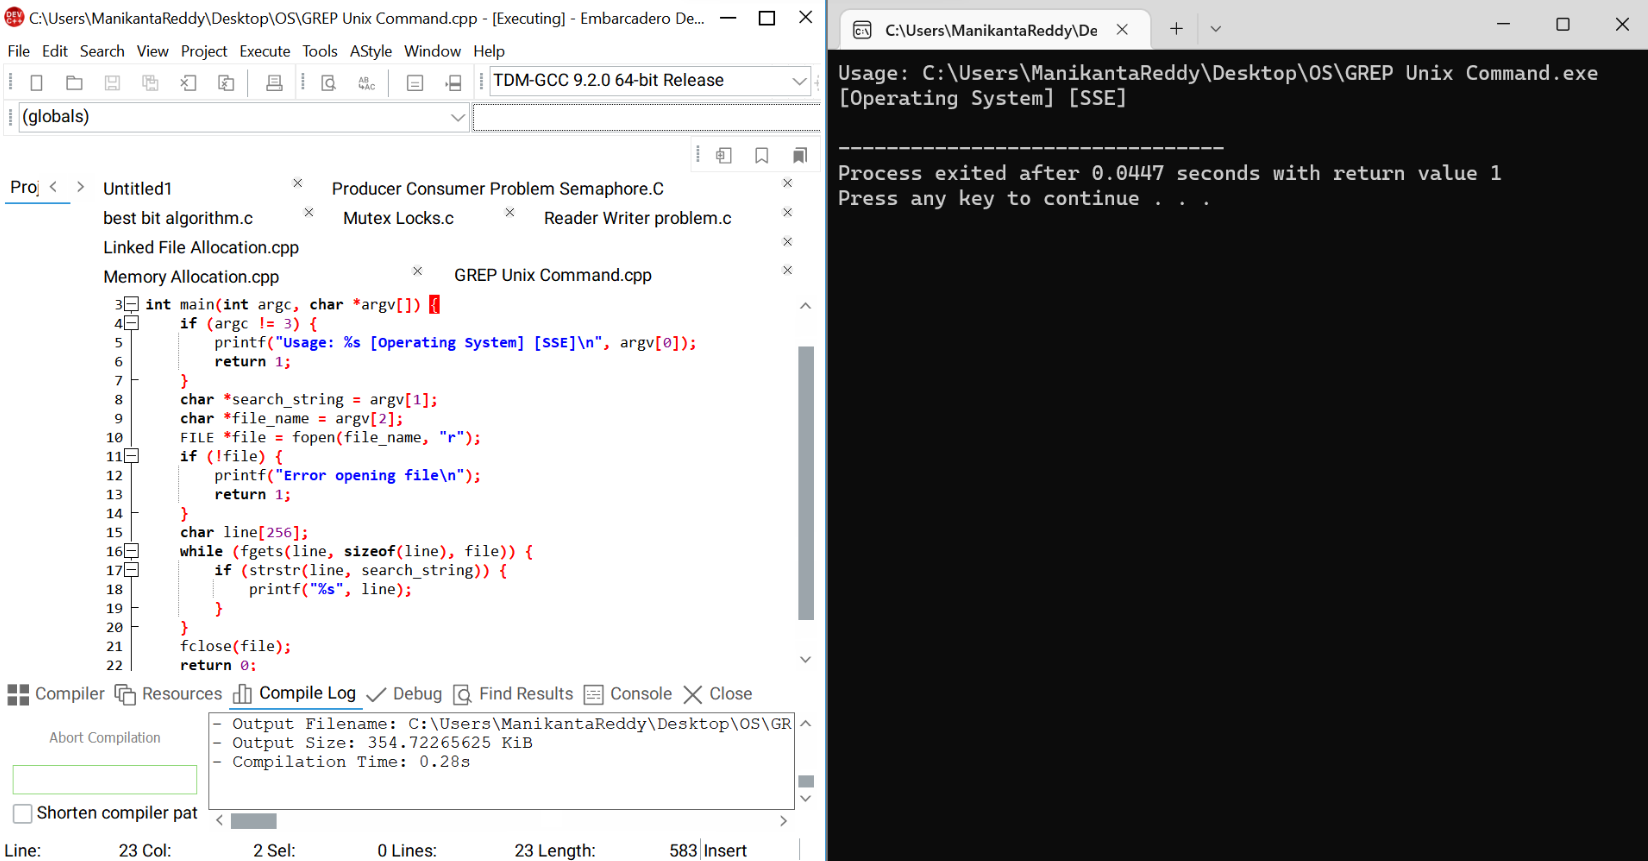 C:\Users\ManikantaReddy\Desktop\OS\GREP Unix Command.cpp - [Executing] - Embarcadero De...
File Edit Search View Project Execute Tools AStyle Window Help
TDM-GCC 9.2.0 64-bit Release
(globals)
Proj
Untitled1
Producer Consumer Problem Semaphore.C
best bit algorithm.c
Mutex Locks.c
Reader Writer problem.c
Linked File Allocation.cpp
Memory Allocation.cpp
GREP Unix Command.cpp
3 int main(int argc, char *argv[]) {
4 if (argc != 3) {
5 printf("Usage: %s [Operating System] [SSE]\n", argv[0]);
6 return 1;
7 }
8 char *search_string = argv[1];
9 char *file_name = argv[2];
10 FILE *file = fopen(file_name, "r");
11 if (!file) {
12 printf("Error opening file\n");
13 return 1;
14 }
15 char line[256];
16 while (fgets(line, sizeof(line), file)) {
17 if (strstr(line, search_string)) {
18 printf("%s", line);
19 }
20 }
21 fclose(file);
22 return 0;
Compiler Resources Compile Log Debug Find Results Console Close
Abort Compilation
Shorten compiler pat
- Output Filename: C:\Users\ManikantaReddy\Desktop\OS\GR
- Output Size: 354.72265625 KiB
- Compilation Time: 0.28s
Line: 23 Col: 2 Sel: 0 Lines: 23 Length: 583 Insert
C:\Users\ManikantaReddy\De
Usage: C:\Users\ManikantaReddy\Desktop\OS\GREP Unix Command.exe
[Operating System] [SSE]
--------------------------------
Process exited after 0.0447 seconds with return value 1
Press any key to continue . . .